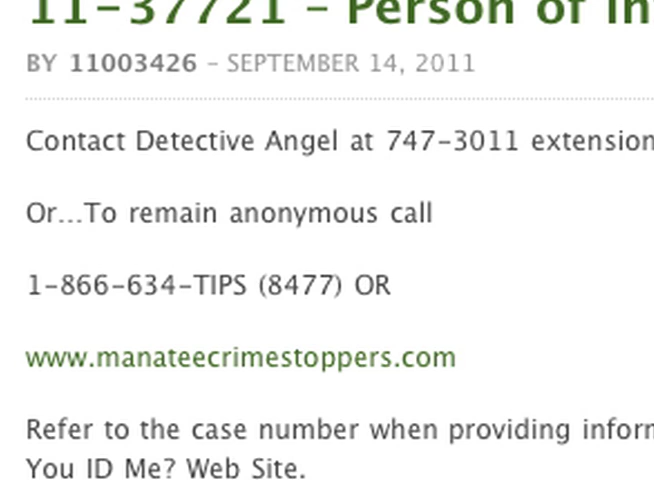 11-37721 – Person of In
BY 11003426 – SEPTEMBER 14, 2011
Contact Detective Angel at 747-3011 extension
Or...To remain anonymous call
1-866-634-TIPS (8477) OR
www.manateecrimestoppers.com
Refer to the case number when providing inform
You ID Me? Web Site.